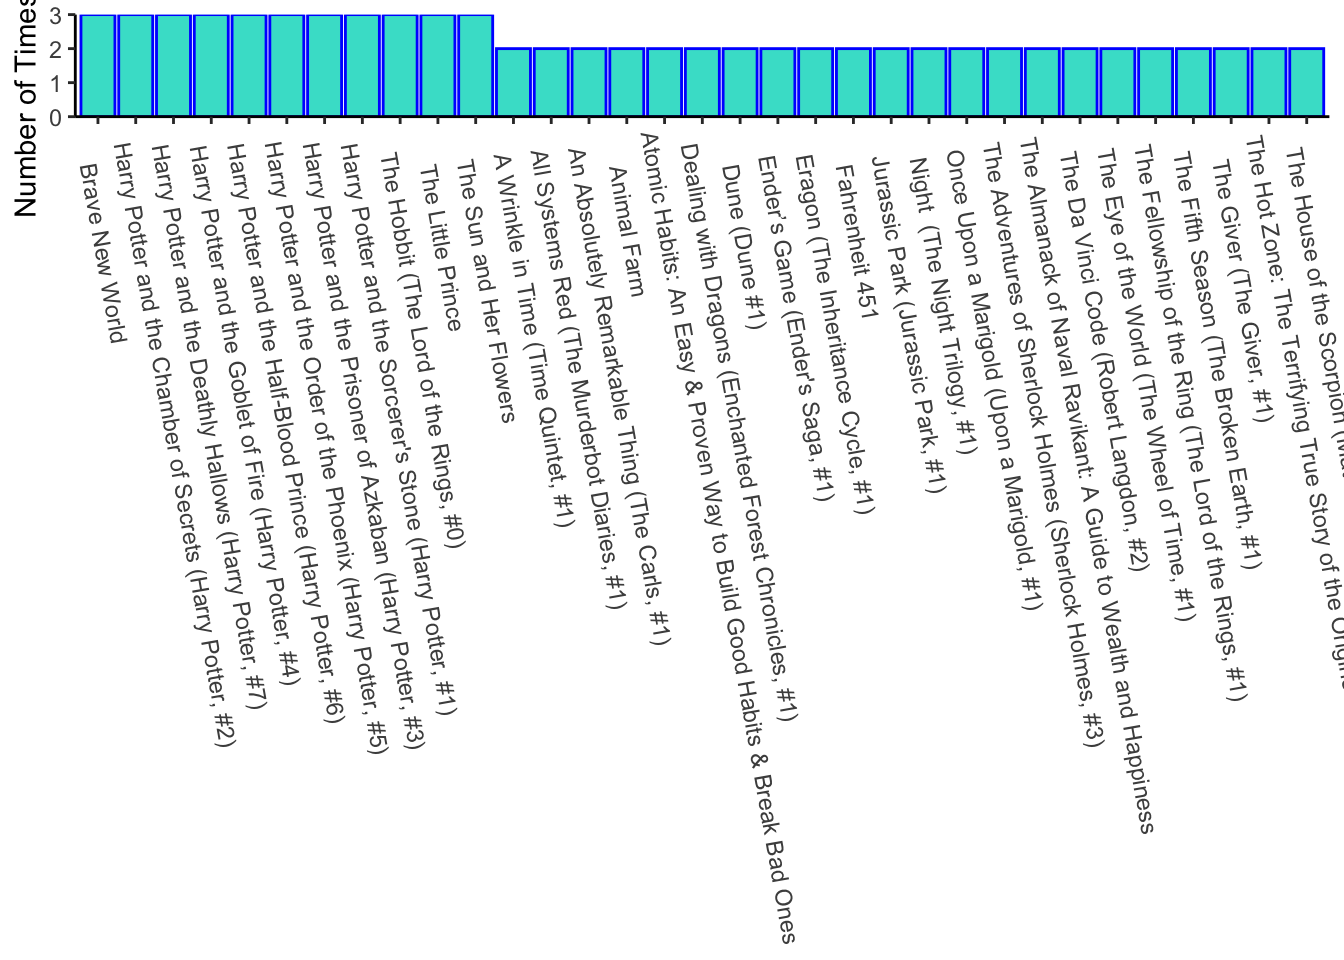 Number of Times
3
2
1
0
Brave New World
Harry Potter and the Chamber of Secrets (Harry Potter, #2)
Harry Potter and the Deathly Hallows (Harry Potter, #7)
Harry Potter and the Goblet of Fire (Harry Potter, #4)
Harry Potter and the Half-Blood Prince (Harry Potter, #6)
Harry Potter and the Order of the Phoenix (Harry Potter, #5)
Harry Potter and the Prisoner of Azkaban (Harry Potter, #3)
Harry Potter and the Sorcerer's Stone (Harry Potter, #1)
The Hobbit (The Lord of the Rings, #0)
The Little Prince
The Sun and Her Flowers
A Wrinkle in Time (Time Quintet, #1)
All Systems Red (The Murderbot Diaries, #1)
An Absolutely Remarkable Thing (The Carls, #1)
Animal Farm
Atomic Habits: An Easy & Proven Way to Build Good Habits & Break Bad Ones
Dealing with Dragons (Enchanted Forest Chronicles, #1)
Dune (Dune #1)
Ender's Game (Ender's Saga, #1)
Eragon (The Inheritance Cycle, #1)
Fahrenheit 451
Jurassic Park (Jurassic Park, #1)
Night  (The Night Trilogy, #1)
Once Upon a Marigold (Upon a Marigold, #1)
The Adventures of Sherlock Holmes (Sherlock Holmes, #3)
The Almanack of Naval Ravikant: A Guide to Wealth and Happiness
The Da Vinci Code (Robert Langdon, #2)
The Eye of the World (The Wheel of Time, #1)
The Fellowship of the Ring (The Lord of the Rings, #1)
The Fifth Season (The Broken Earth, #1)
The Giver (The Giver, #1)
The Hot Zone: The Terrifying True Story of the
The House of the Scorpion